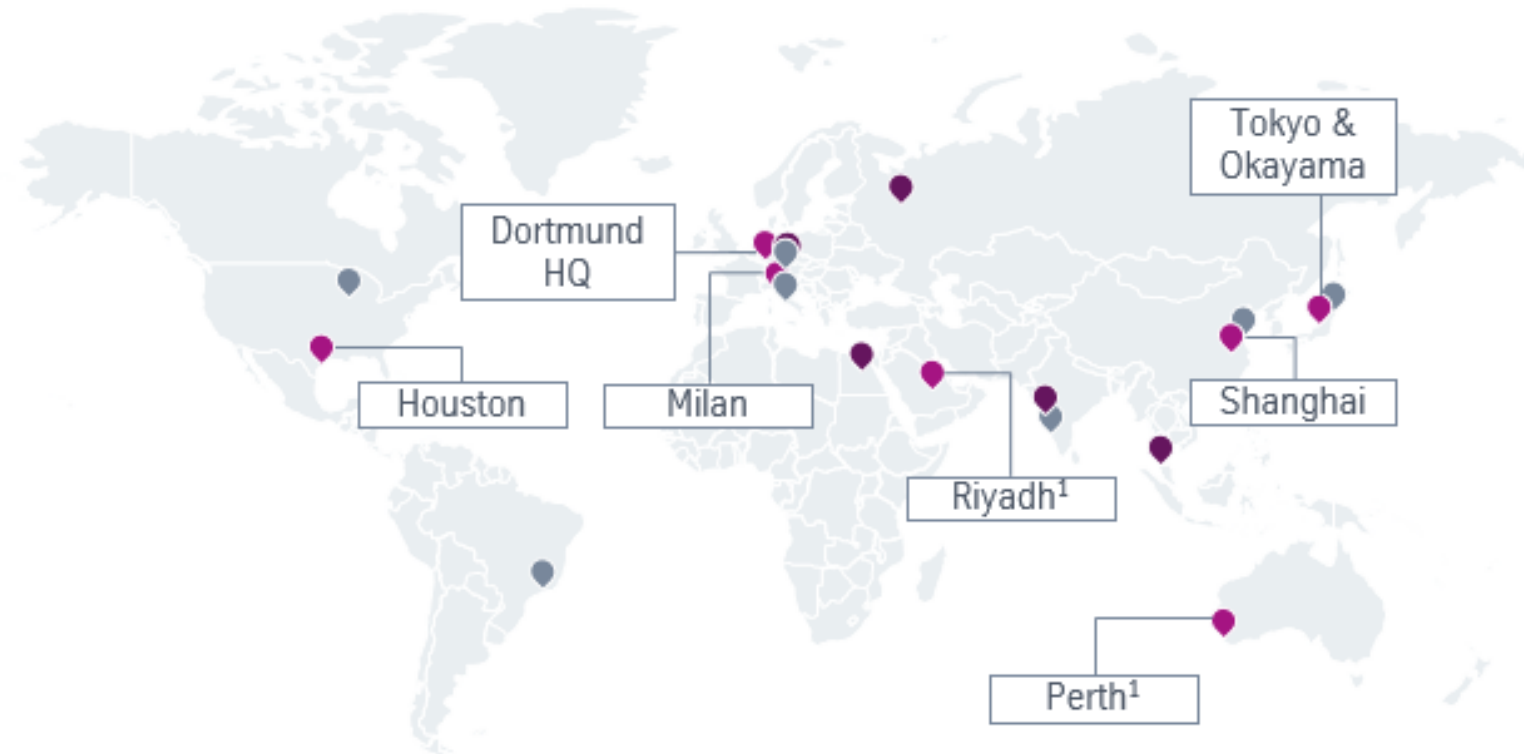 Tokyo &
Okayama
Dortmund
HQ
Houston
Milan
Shanghai
Riyadh¹
Perth¹